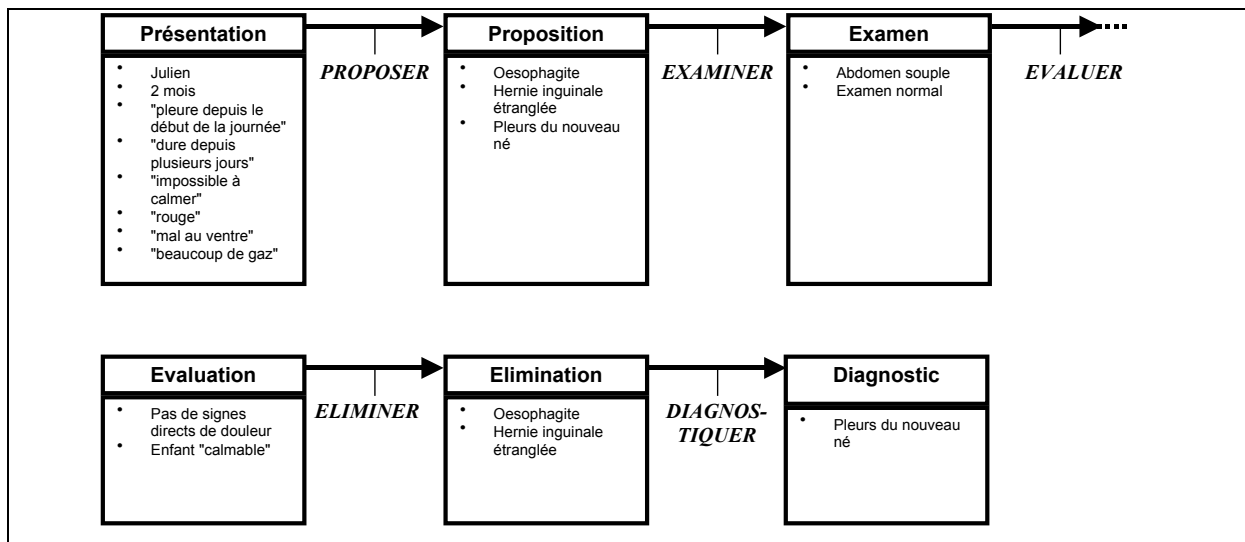 Présentation
PROPOSER
Proposition
EXAMINER
Examen
EVALUER
• Julien
• 2 mois
• "pleure depuis le
début de la journée"
• "dure depuis
plusieurs jours"
• "impossible à
calmer"
• "rouge"
• "mal au ventre"
• "beaucoup de gaz"
• Oesophagite
• Hernie inguinale
étranglée
• Pleurs du nouveau
né
• Abdomen souple
• Examen normal
Evaluation
ELIMINER
Elimination
DIAGNOS-
TIQUER
Diagnostic
• Pas de signes
directs de douleur
• Enfant "calmable"
• Oesophagite
• Hernie inguinale
étranglée
• Pleurs du nouveau
né